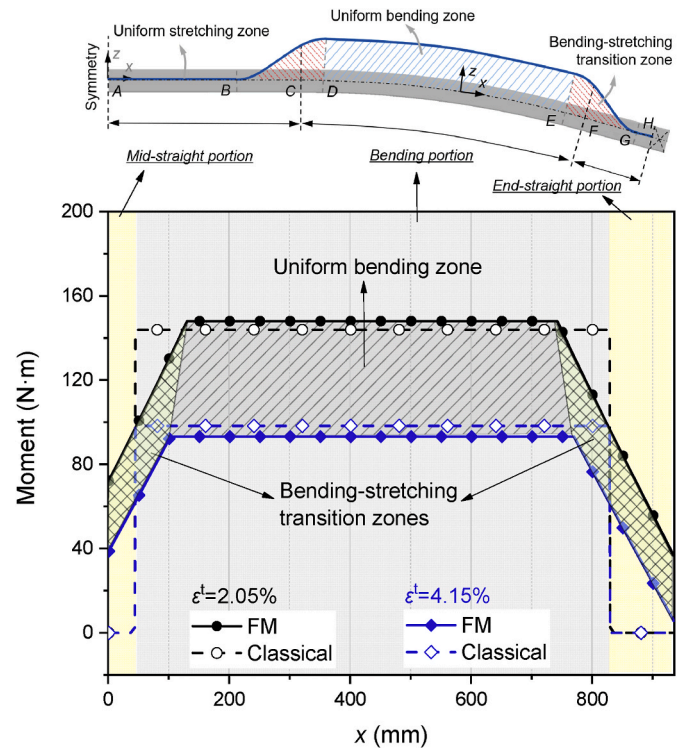 Uniform stretching zone
Uniform bending zone
Bending-stretching
transition zone
Symmetry
z
x
A
B
C
D
z
x
E
F
G
H
Mid-straight portion
Bending portion
End-straight portion
200
160
120
80
40
0
Moment (N·m)
Uniform bending zone
Bending-stretching
transition zones
εᵗ=2.05%
FM
Classical
εᵗ=4.15%
FM
Classical
0 200 400 600 800
x (mm)